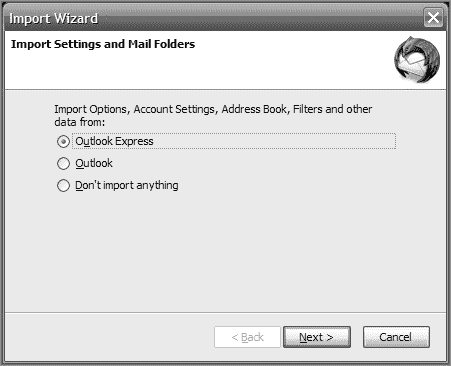 Import Wizard
Import Settings and Mail Folders
Import Options, Account Settings, Address Book, Filters and other
data from:
Outlook Express
Outlook
Don't import anything
< Back
Next >
Cancel